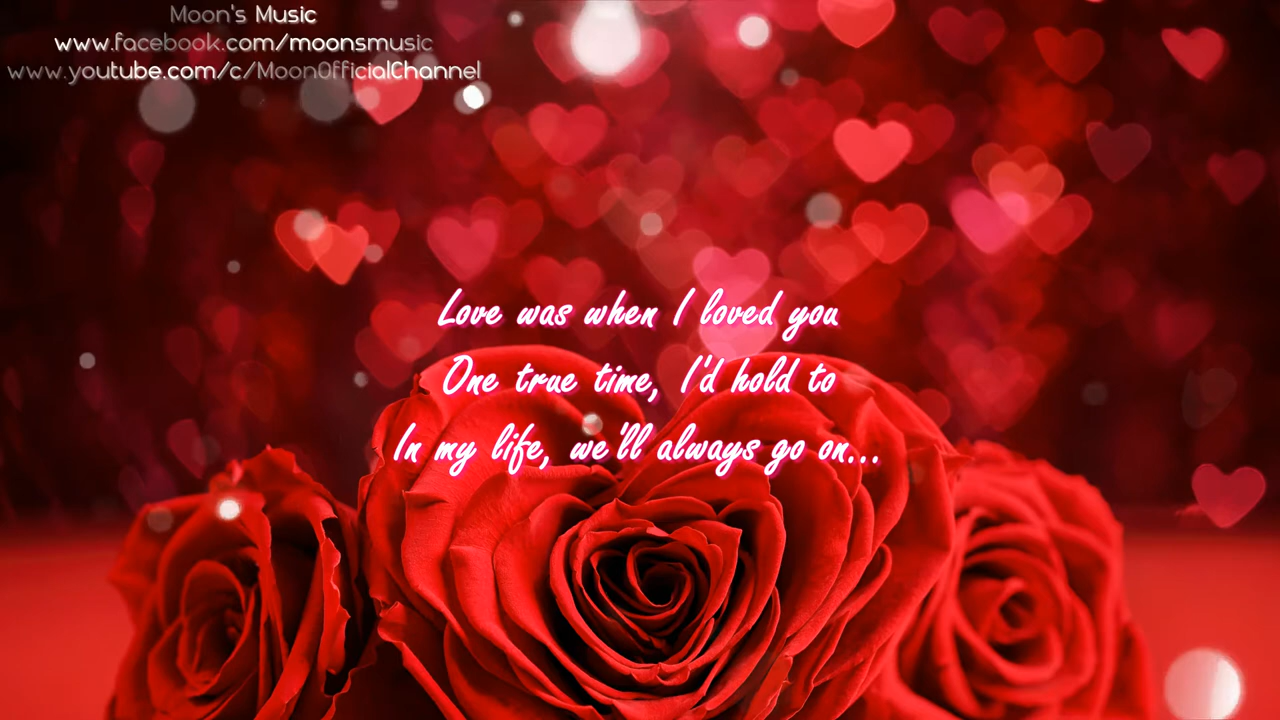 Moon's Music
www.facebook.com/moonsmusic
www.youtube.com/c/MoonOfficialChannel
Love was when I loved you
One true time, I'd hold to
In my life, we'll always go on...